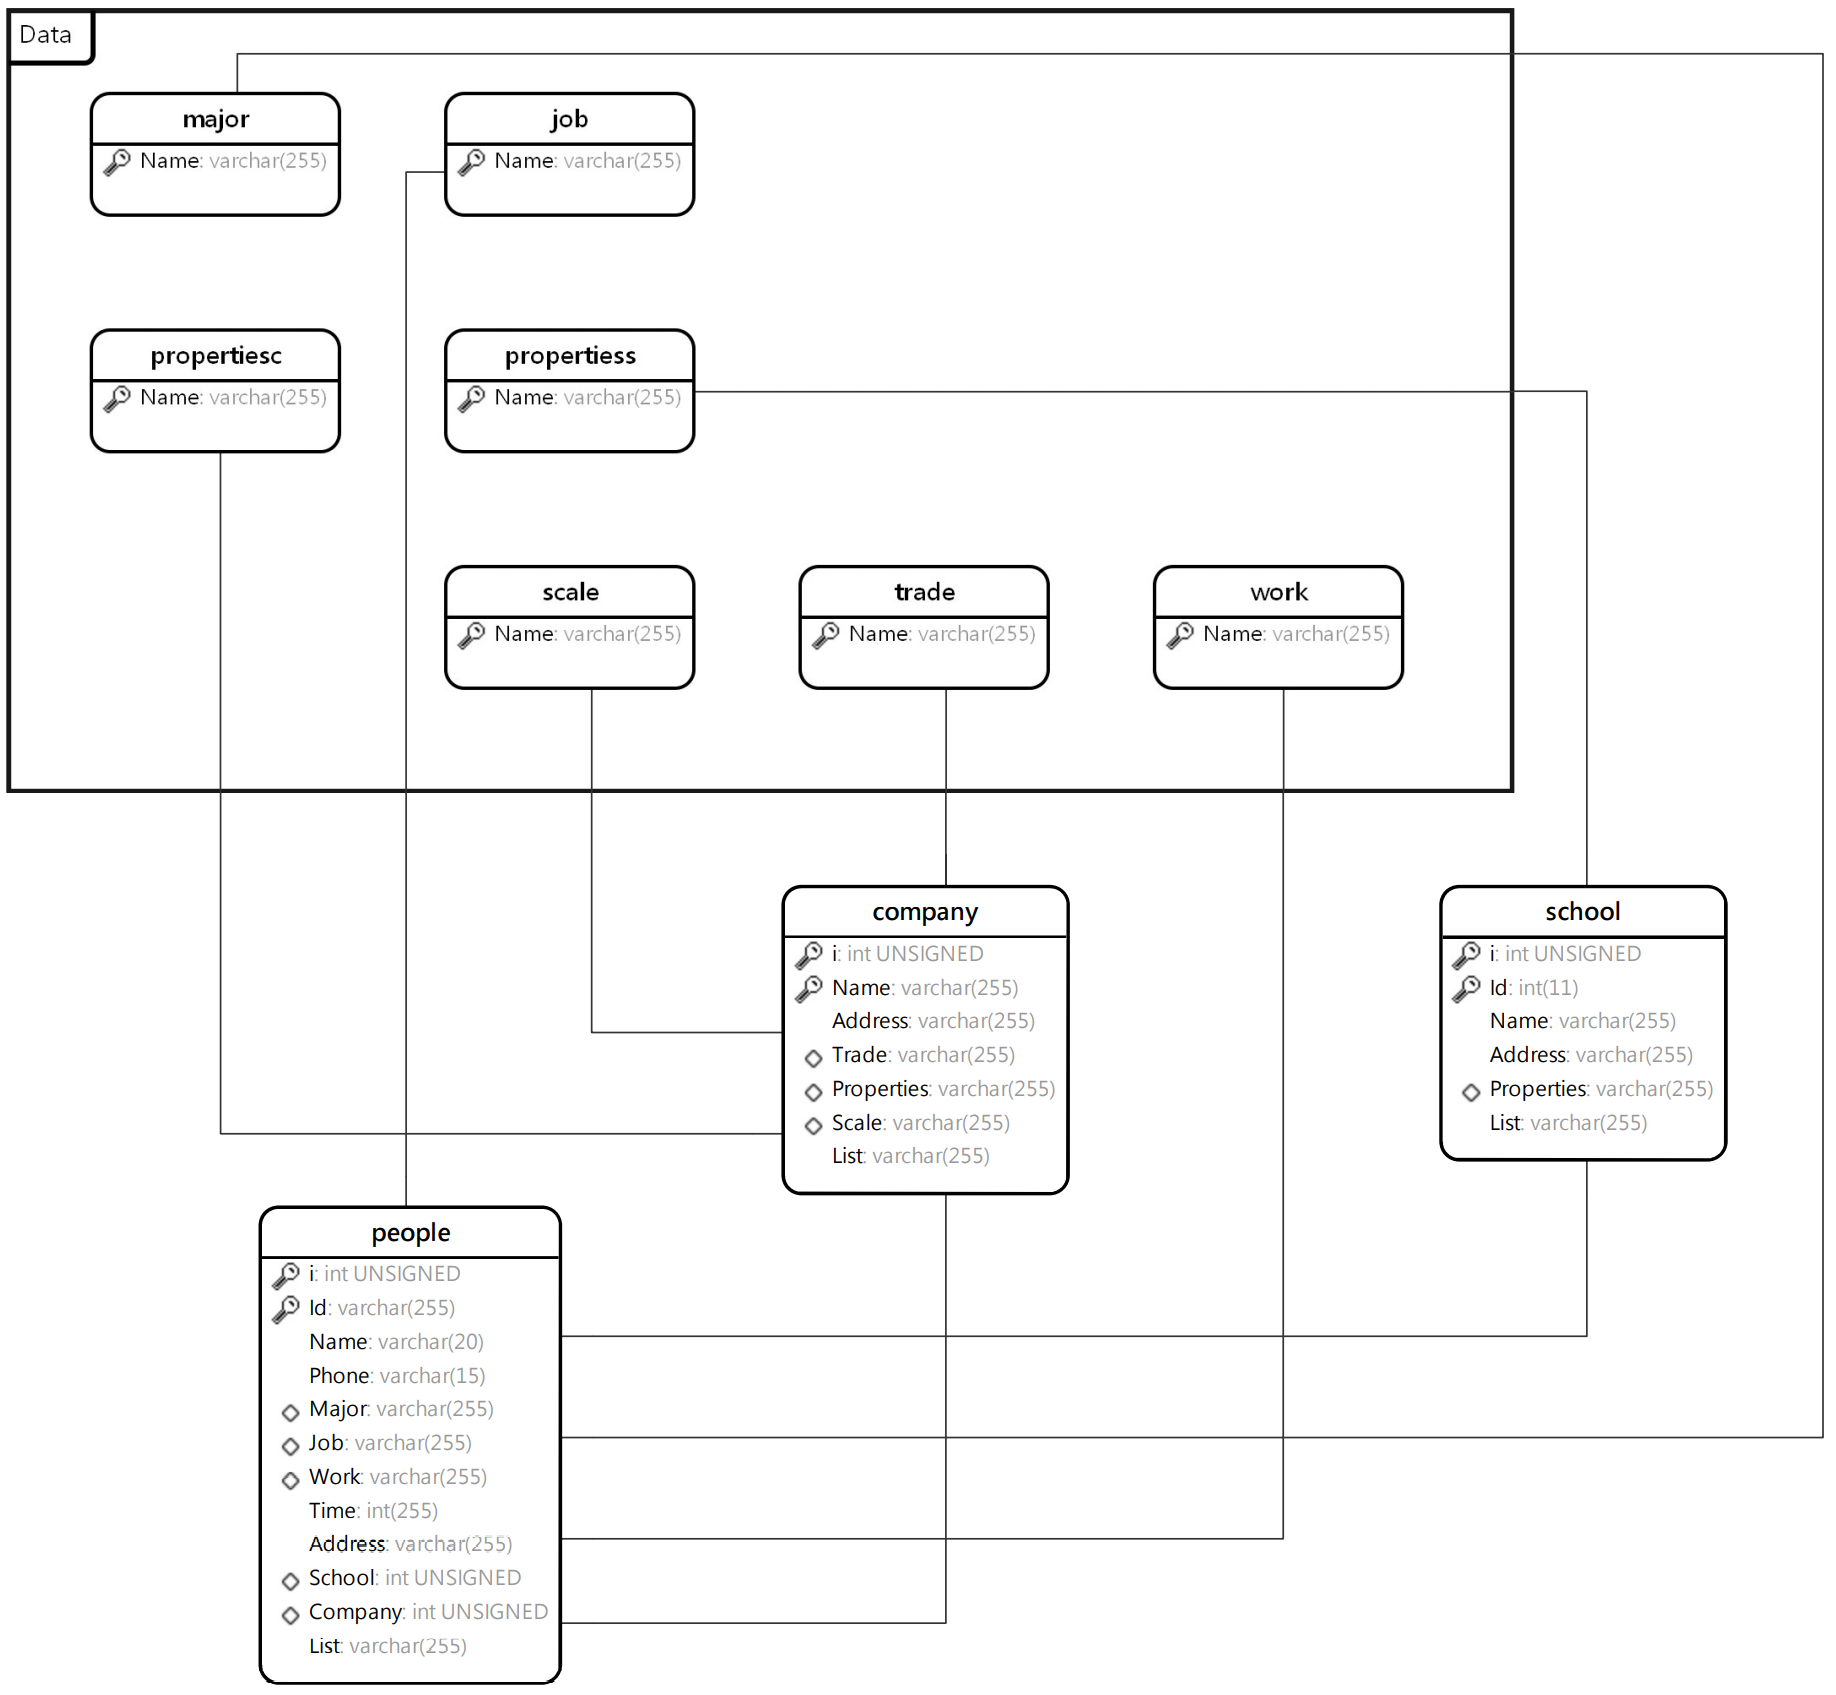 Data
major
Name: varchar(255)
job
Name: varchar(255)
propertiesc
Name: varchar(255)
propertiess
Name: varchar(255)
scale
Name: varchar(255)
trade
Name: varchar(255)
work
Name: varchar(255)
company
i: int UNSIGNED
Name: varchar(255)
Address: varchar(255)
Trade: varchar(255)
Properties: varchar(255)
Scale: varchar(255)
List: varchar(255)
school
i: int UNSIGNED
Id: int(11)
Name: varchar(255)
Address: varchar(255)
Properties: varchar(255)
List: varchar(255)
people
i: int UNSIGNED
Id: varchar(255)
Name: varchar(20)
Phone: varchar(15)
Major: varchar(255)
Job: varchar(255)
Work: varchar(255)
Time: int(255)
Address: varchar(255)
School: int UNSIGNED
Company: int UNSIGNED
List: varchar(255)